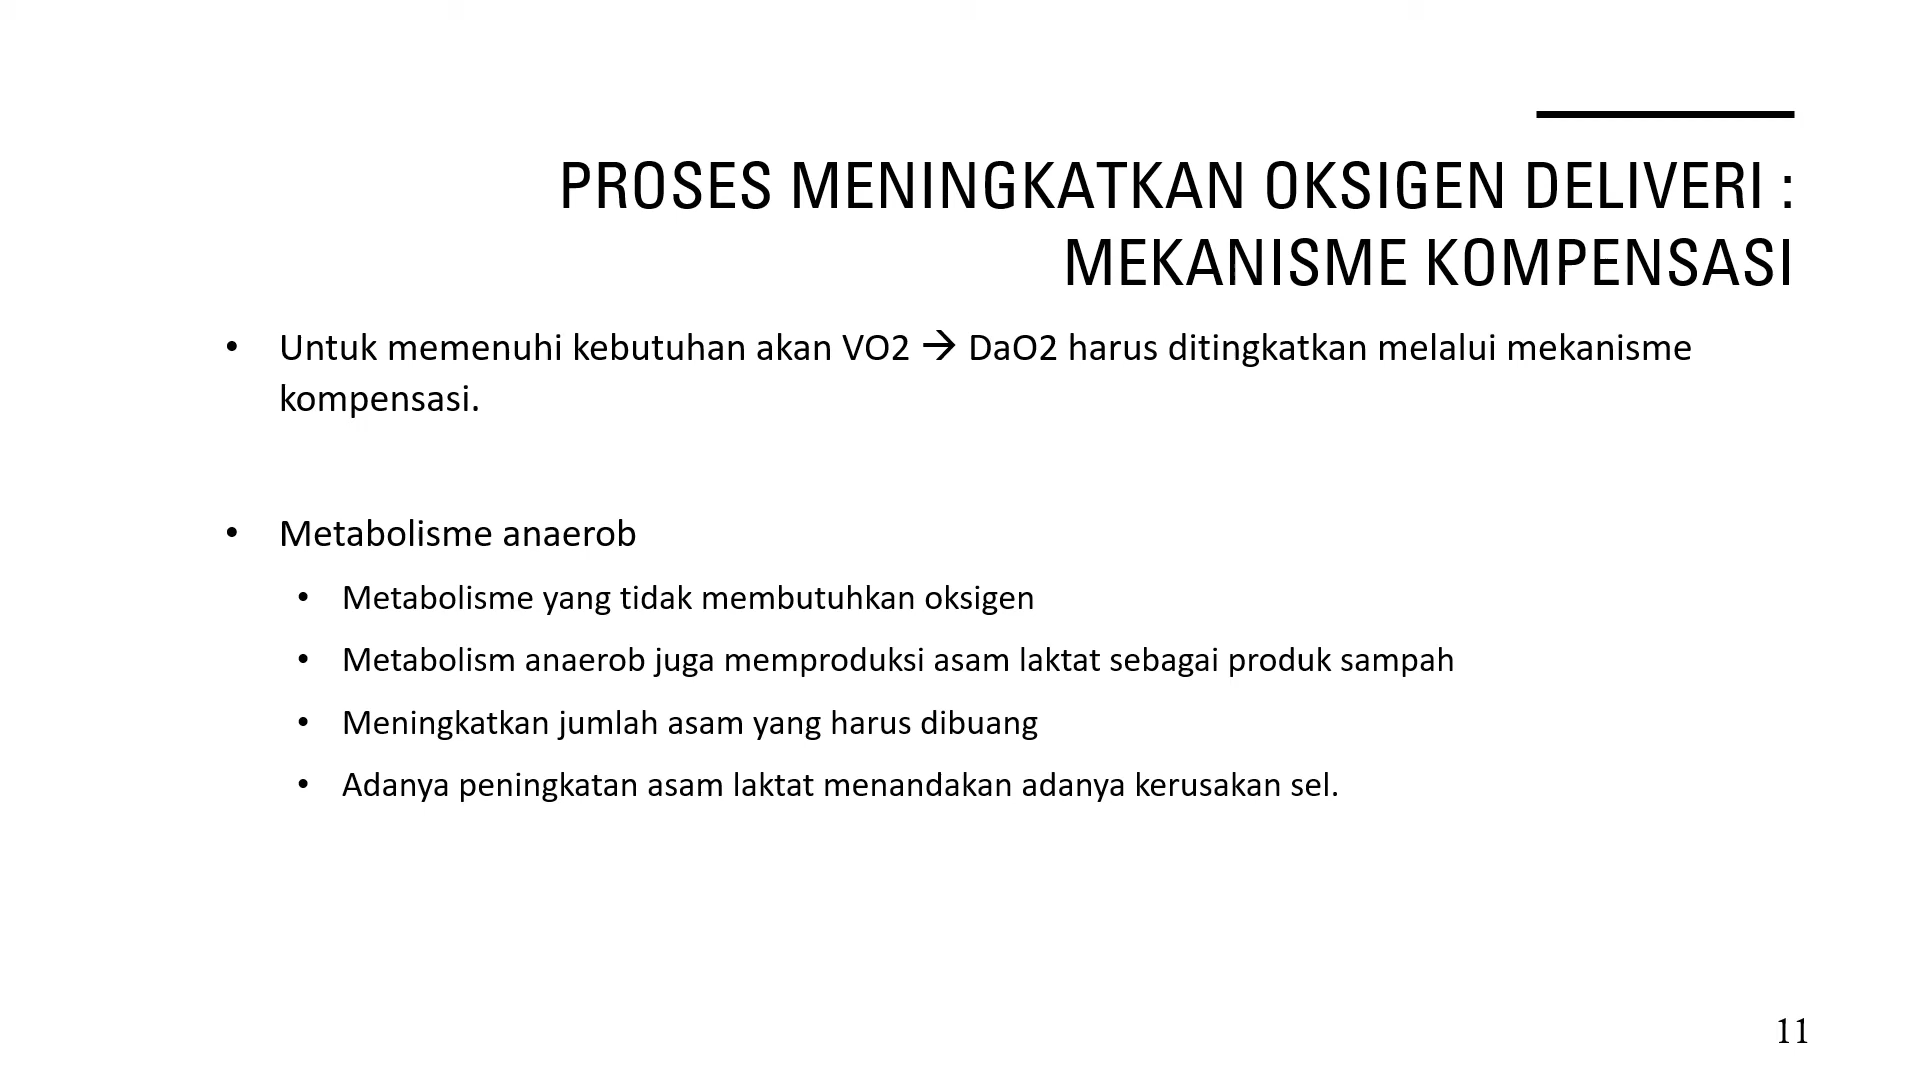 PROSES MENINGKATKAN OKSIGEN DELIVERI :
MEKANISME KOMPENSASI
• Untuk memenuhi kebutuhan akan VO2 → DaO2 harus ditingkatkan melalui mekanisme
kompensasi.
• Metabolisme anaerob
• Metabolisme yang tidak membutuhkan oksigen
• Metabolism anaerob juga memproduksi asam laktat sebagai produk sampah
• Meningkatkan jumlah asam yang harus dibuang
• Adanya peningkatan asam laktat menandakan adanya kerusakan sel.
11